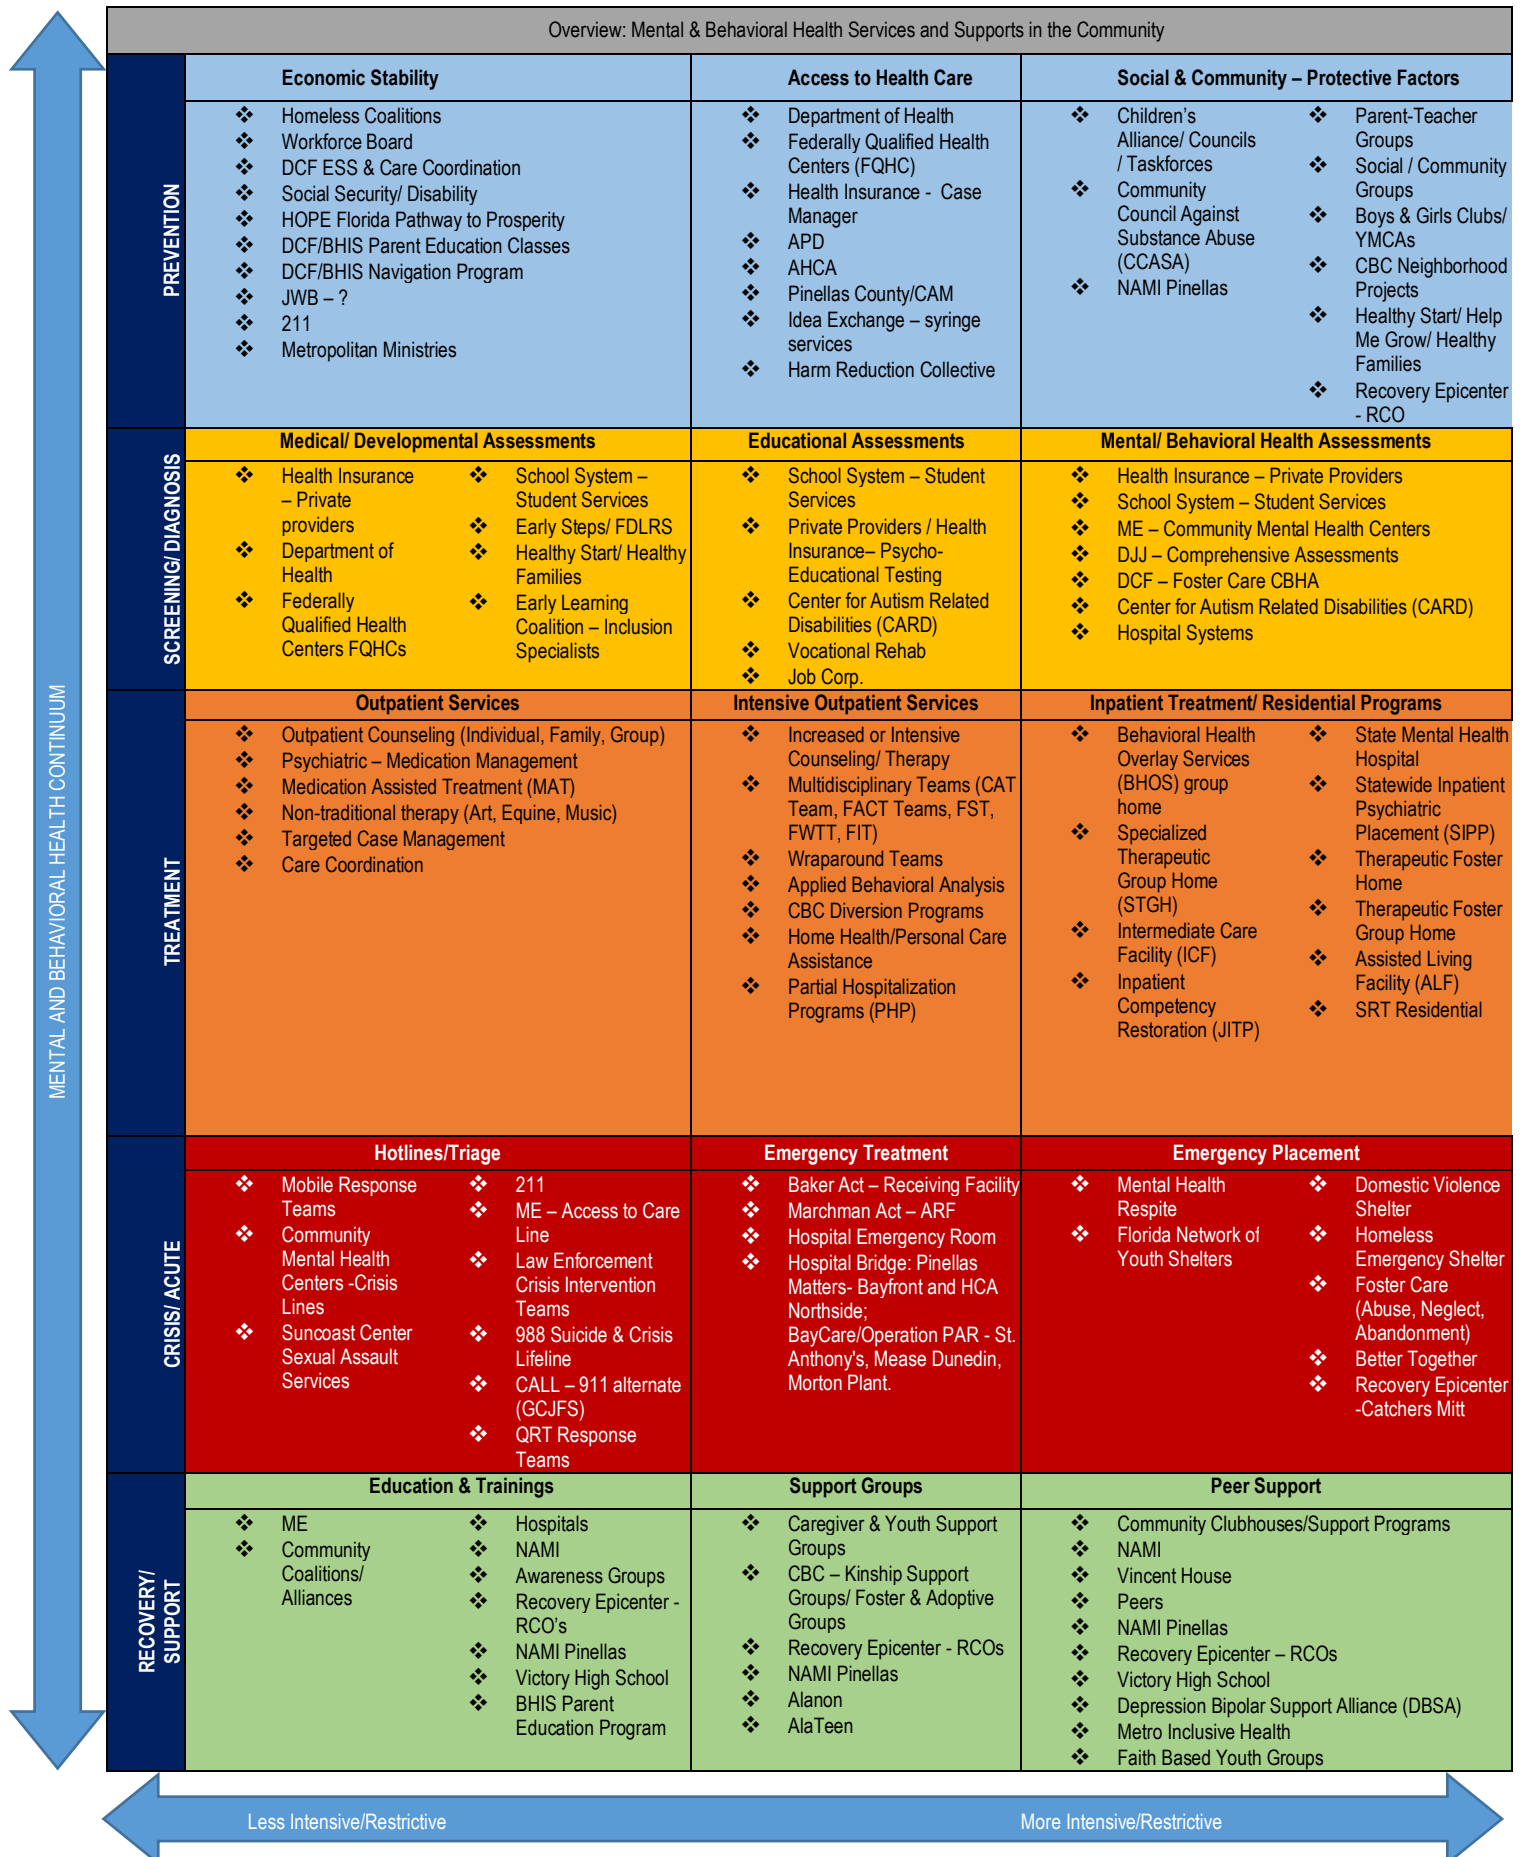 Overview: Mental & Behavioral Health Services and Supports in the Community
MENTAL AND BEHAVIORAL HEALTH CONTINUUM
PREVENTION
Economic Stability
❖ Homeless Coalitions
❖ Workforce Board
❖ DCF ESS & Care Coordination
❖ Social Security/ Disability
❖ HOPE Florida Pathway to Prosperity
❖ DCF/BHIS Parent Education Classes
❖ DCF/BHIS Navigation Program
❖ JWB – ?
❖ 211
❖ Metropolitan Ministries
Access to Health Care
❖ Department of Health
❖ Federally Qualified Health
Centers (FQHC)
❖ Health Insurance - Case
Manager
❖ APD
❖ AHCA
❖ Pinellas County/CAM
❖ Idea Exchange – syringe
services
❖ Harm Reduction Collective
Social & Community – Protective Factors
❖ Children's
Alliance/ Councils
/ Taskforces
❖ Community
Council Against
Substance Abuse
(CCASA)
❖ NAMI Pinellas
❖ Parent-Teacher
Groups
❖ Social / Community
Groups
❖ Boys & Girls Clubs/
YMCAs
❖ CBC Neighborhood
Projects
❖ Healthy Start/ Help
Me Grow/ Healthy
Families
❖ Recovery Epicenter
- RCO
SCREENING/ DIAGNOSIS
Medical/ Developmental Assessments
❖ Health Insurance
– Private
providers
❖ Department of
Health
❖ Federally
Qualified Health
Centers FQHCs
❖ School System –
Student Services
❖ Early Steps/ FDLRS
❖ Healthy Start/ Healthy
Families
❖ Early Learning
Coalition – Inclusion
Specialists
Educational Assessments
❖ School System – Student
Services
❖ Private Providers / Health
Insurance– Psycho-
Educational Testing
❖ Center for Autism Related
Disabilities (CARD)
❖ Vocational Rehab
❖ Job Corp.
Mental/ Behavioral Health Assessments
❖ Health Insurance – Private Providers
❖ School System – Student Services
❖ ME – Community Mental Health Centers
❖ DJJ – Comprehensive Assessments
❖ DCF – Foster Care CBHA
❖ Center for Autism Related Disabilities (CARD)
❖ Hospital Systems
TREATMENT
Outpatient Services
❖ Outpatient Counseling (Individual, Family, Group)
❖ Psychiatric – Medication Management
❖ Medication Assisted Treatment (MAT)
❖ Non-traditional therapy (Art, Equine, Music)
❖ Targeted Case Management
❖ Care Coordination
Intensive Outpatient Services
❖ Increased or Intensive
Counseling/ Therapy
❖ Multidisciplinary Teams (CAT
Team, FACT Teams, FST,
FWTT, FIT)
❖ Wraparound Teams
❖ Applied Behavioral Analysis
❖ CBC Diversion Programs
❖ Home Health/Personal Care
Assistance
❖ Partial Hospitalization
Programs (PHP)
Inpatient Treatment/ Residential Programs
❖ Behavioral Health
Overlay Services
(BHOS) group
home
❖ Specialized
Therapeutic
Group Home
(STGH)
❖ Intermediate Care
Facility (ICF)
❖ Inpatient
Competency
Restoration (JITP)
❖ State Mental Health
Hospital
❖ Statewide Inpatient
Psychiatric
Placement (SIPP)
❖ Therapeutic Foster
Home
❖ Therapeutic Foster
Group Home
❖ Assisted Living
Facility (ALF)
❖ SRT Residential
CRISIS/ ACUTE
Hotlines/Triage
❖ Mobile Response
Teams
❖ Community
Mental Health
Centers -Crisis
Lines
❖ Suncoast Center
Sexual Assault
Services
❖ 211
❖ ME – Access to Care
Line
❖ Law Enforcement
Crisis Intervention
Teams
❖ 988 Suicide & Crisis
Lifeline
❖ CALL – 911 alternate
(GCJFS)
❖ QRT Response
Teams
Emergency Treatment
❖ Baker Act – Receiving Facility
❖ Marchman Act – ARF
❖ Hospital Emergency Room
❖ Hospital Bridge: Pinellas
Matters- Bayfront and HCA
Northside;
BayCare/Operation PAR - St.
Anthony's, Mease Dunedin,
Morton Plant.
Emergency Placement
❖ Mental Health
Respite
❖ Florida Network of
Youth Shelters
❖ Domestic Violence
Shelter
❖ Homeless
Emergency Shelter
❖ Foster Care
(Abuse, Neglect,
Abandonment)
❖ Better Together
❖ Recovery Epicenter
-Catchers Mitt
RECOVERY/
SUPPORT
Education & Trainings
❖ ME
❖ Community
Coalitions/
Alliances
❖ Hospitals
❖ NAMI
❖ Awareness Groups
❖ Recovery Epicenter -
RCO's
❖ NAMI Pinellas
❖ Victory High School
❖ BHIS Parent
Education Program
Support Groups
❖ Caregiver & Youth Support
Groups
❖ CBC – Kinship Support
Groups/ Foster & Adoptive
Groups
❖ Recovery Epicenter - RCOs
❖ NAMI Pinellas
❖ Alanon
❖ AlaTeen
Peer Support
❖ Community Clubhouses/Support Programs
❖ NAMI
❖ Vincent House
❖ Peers
❖ NAMI Pinellas
❖ Recovery Epicenter – RCOs
❖ Victory High School
❖ Depression Bipolar Support Alliance (DBSA)
❖ Metro Inclusive Health
❖ Faith Based Youth Groups
Less Intensive/Restrictive
More Intensive/Restrictive